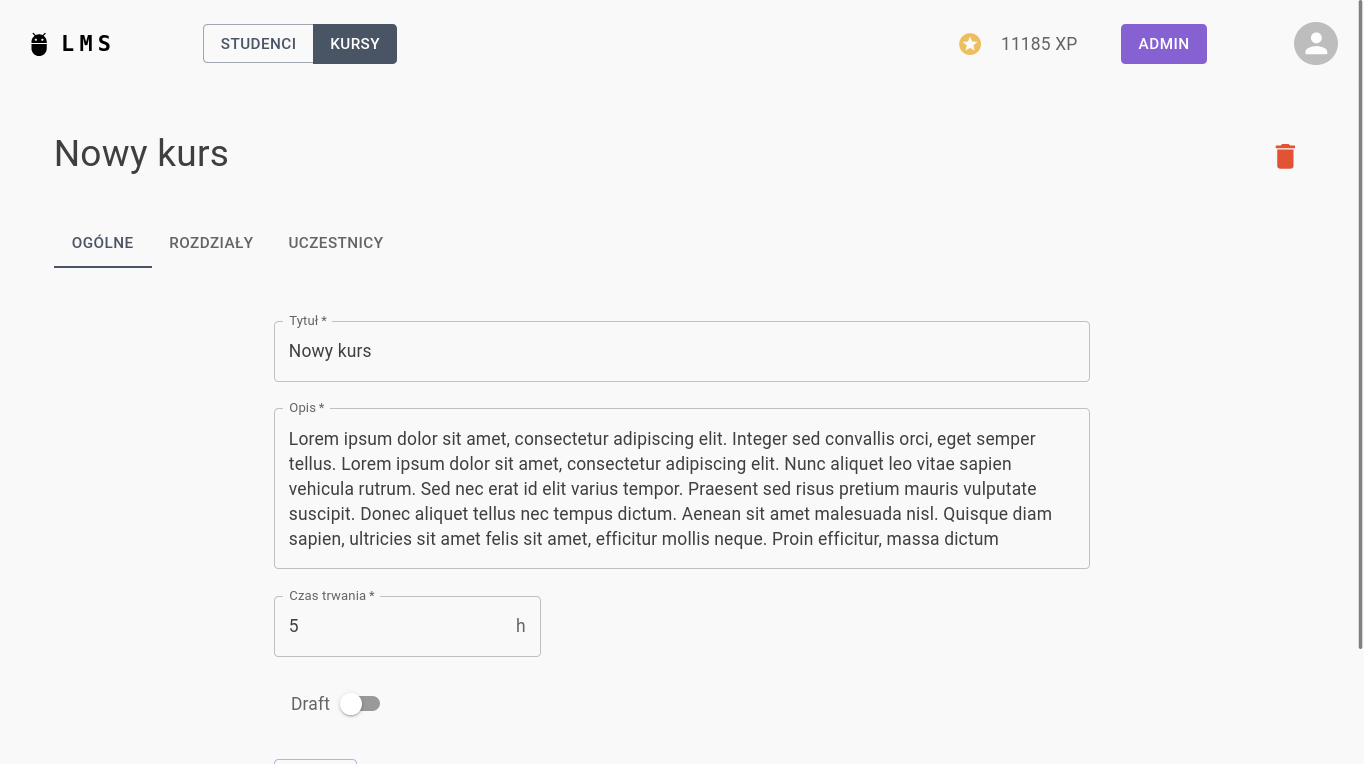 LMS
STUDENCI
KURSY
11185 XP
ADMIN
Nowy kurs
OGÓLNE
ROZDZIAŁY
UCZESTNICY
Tytuł *
Nowy kurs
Opis *
Lorem ipsum dolor sit amet, consectetur adipiscing elit. Integer sed convallis orci, eget semper
tellus. Lorem ipsum dolor sit amet, consectetur adipiscing elit. Nunc aliquet leo vitae sapien
vehicula rutrum. Sed nec erat id elit varius tempor. Praesent sed risus pretium mauris vulputate
suscipit. Donec aliquet tellus nec tempus dictum. Aenean sit amet malesuada nisl. Quisque diam
sapien, ultricies sit amet felis sit amet, efficitur mollis neque. Proin efficitur, massa dictum
Czas trwania *
5 h
Draft